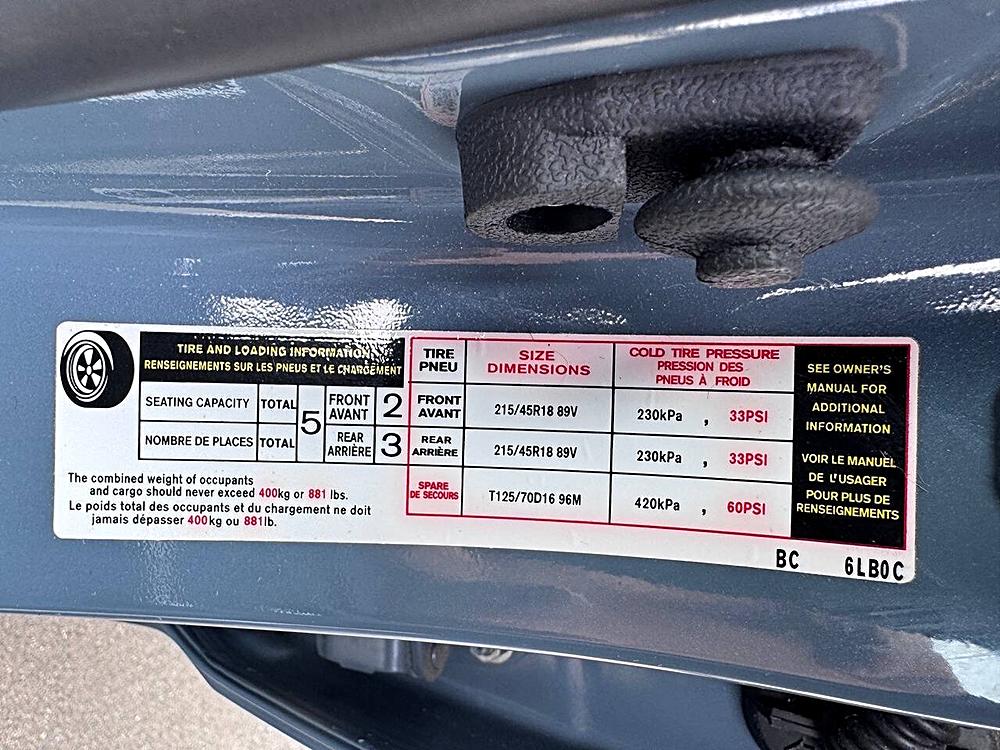 TIRE AND LOADING INFORMATION
RENSEIGNEMENTS SUR LES PNEUS ET LE CHARGEMENT
SEATING CAPACITY TOTAL 5 FRONT AVANT 2
NOMBRE DE PLACES TOTAL REAR ARRIÈRE 3
The combined weight of occupants
and cargo should never exceed 400kg or 881 lbs.
Le poids total des occupants et du chargement ne doit
jamais dépasser 400kg ou 881lb.
TIRE PNEU SIZE DIMENSIONS COLD TIRE PRESSURE PRESSION DES PNEUS À FROID
FRONT AVANT 215/45R18 89V 230kPa , 33PSI
REAR ARRIÈRE 215/45R18 89V 230kPa , 33PSI
SPARE DE SECOURS T125/70D16 96M 420kPa , 60PSI
SEE OWNER'S
MANUAL FOR
ADDITIONAL
INFORMATION
VOIR LE MANUEL
DE L'USAGER
POUR PLUS DE
RENSEIGNEMENTS
BC 6LB0C